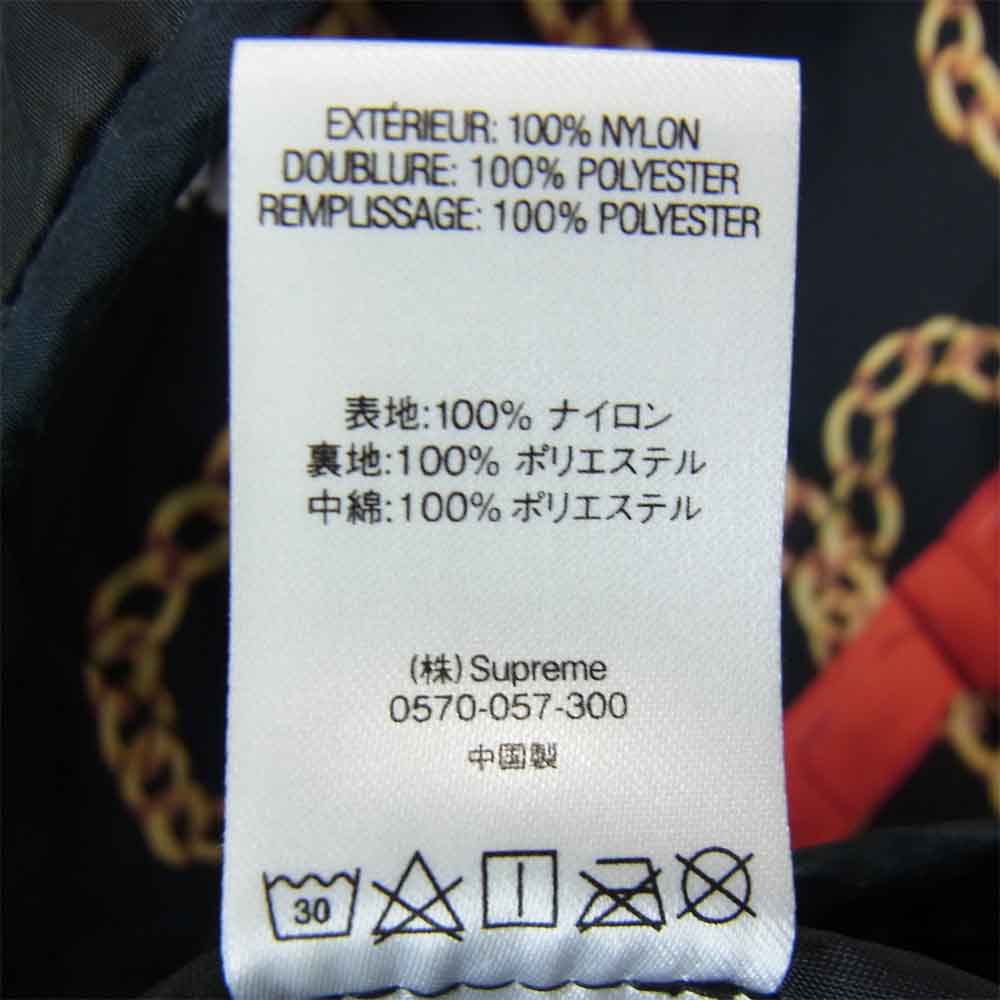 EXTÉRIEUR: 100% NYLON
DOUBLURE: 100% POLYESTER
REMPLISSAGE: 100% POLYESTER
表地:100% ナイロン
裏地:100% ポリエステル
中綿:100% ポリエステル
(株) Supreme
0570-057-300
中国製
30